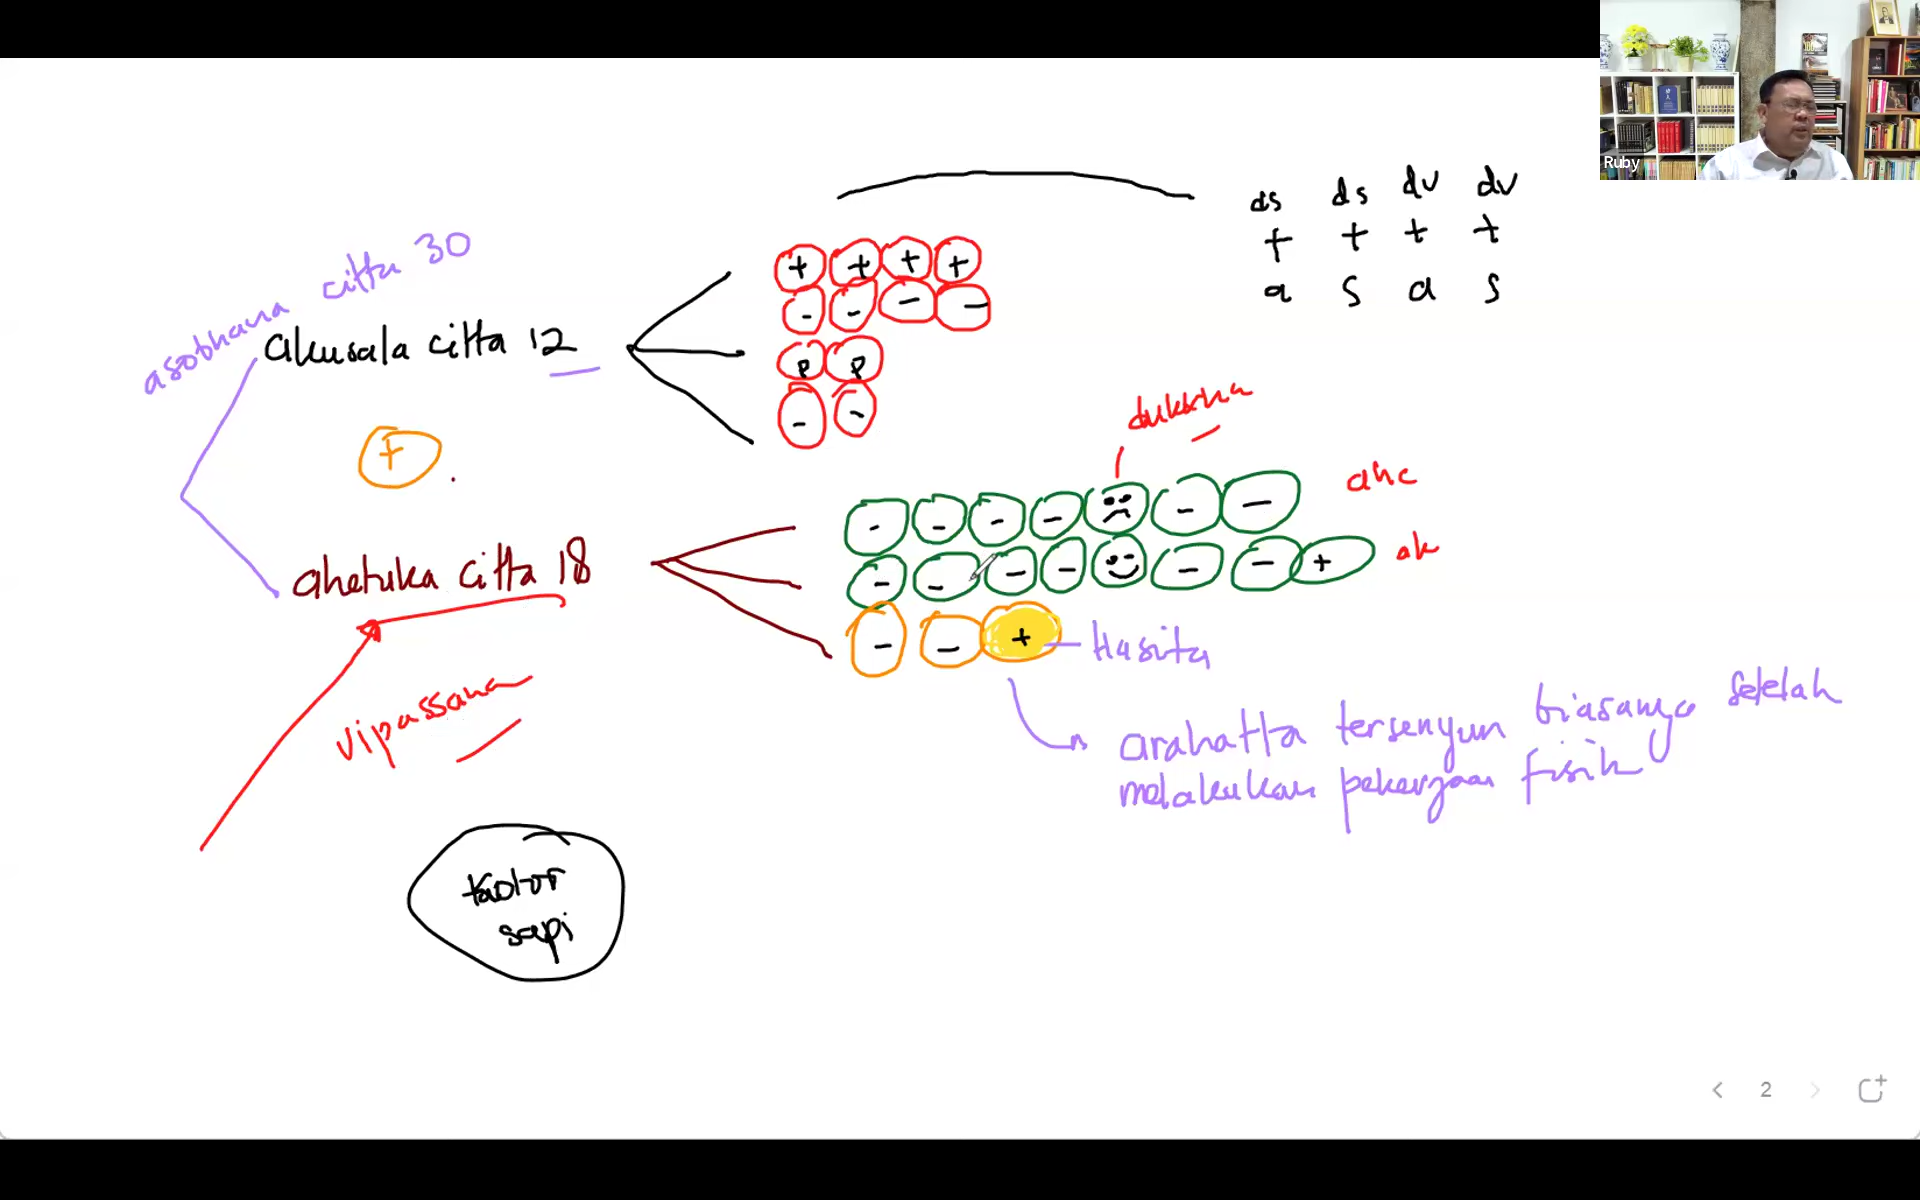 Ruby
ds ds dv dv
+ + + +
a s a s
asobhana citta 30
akusala citta 12
+ + + +
- - - -
p p
- -
+
dukkha
ahetuka citta 18
- - - - - - ahc
- - - - - - + ak
- - + Hasita
vipassana
arahatta tersenyum biasanya setelah
melakukan pekerjaan fisik
sapi
2